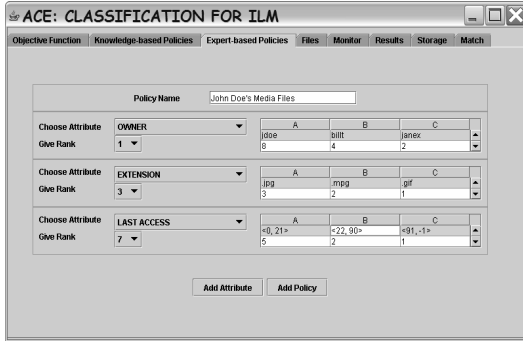 ACE: CLASSIFICATION FOR ILM
Objective Function Knowledge-based Policies Expert-based Policies Files Monitor Results Storage Match
Policy Name John Doe's Media Files
Choose Attribute OWNER A B C
jdoe billt janex
Give Rank 1 8 4 2
Choose Attribute EXTENSION A B C
.jpg .mpg .gif
Give Rank 3 3 2 1
Choose Attribute LAST ACCESS A B C
<0, 21> <22, 90> <91, -1>
Give Rank 7 5 2 1
Add Attribute Add Policy